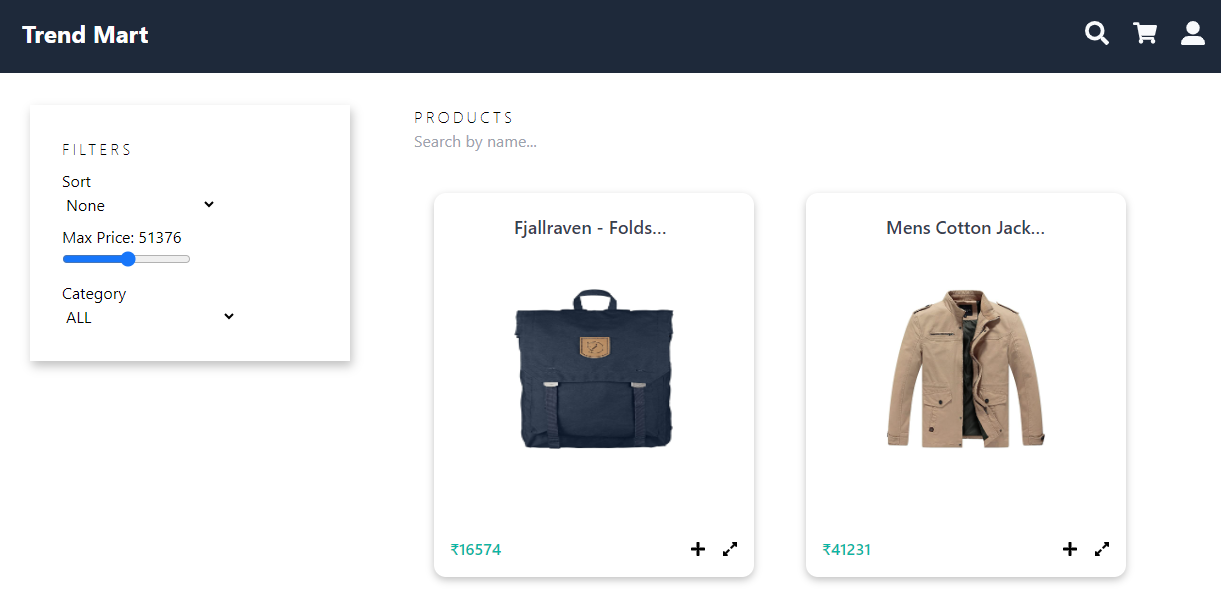 Trend Mart
FILTERS
Sort
None
Max Price: 51376
Category
ALL
PRODUCTS
Search by name...
Fjallraven - Folds...
₹16574
Mens Cotton Jack...
₹41231